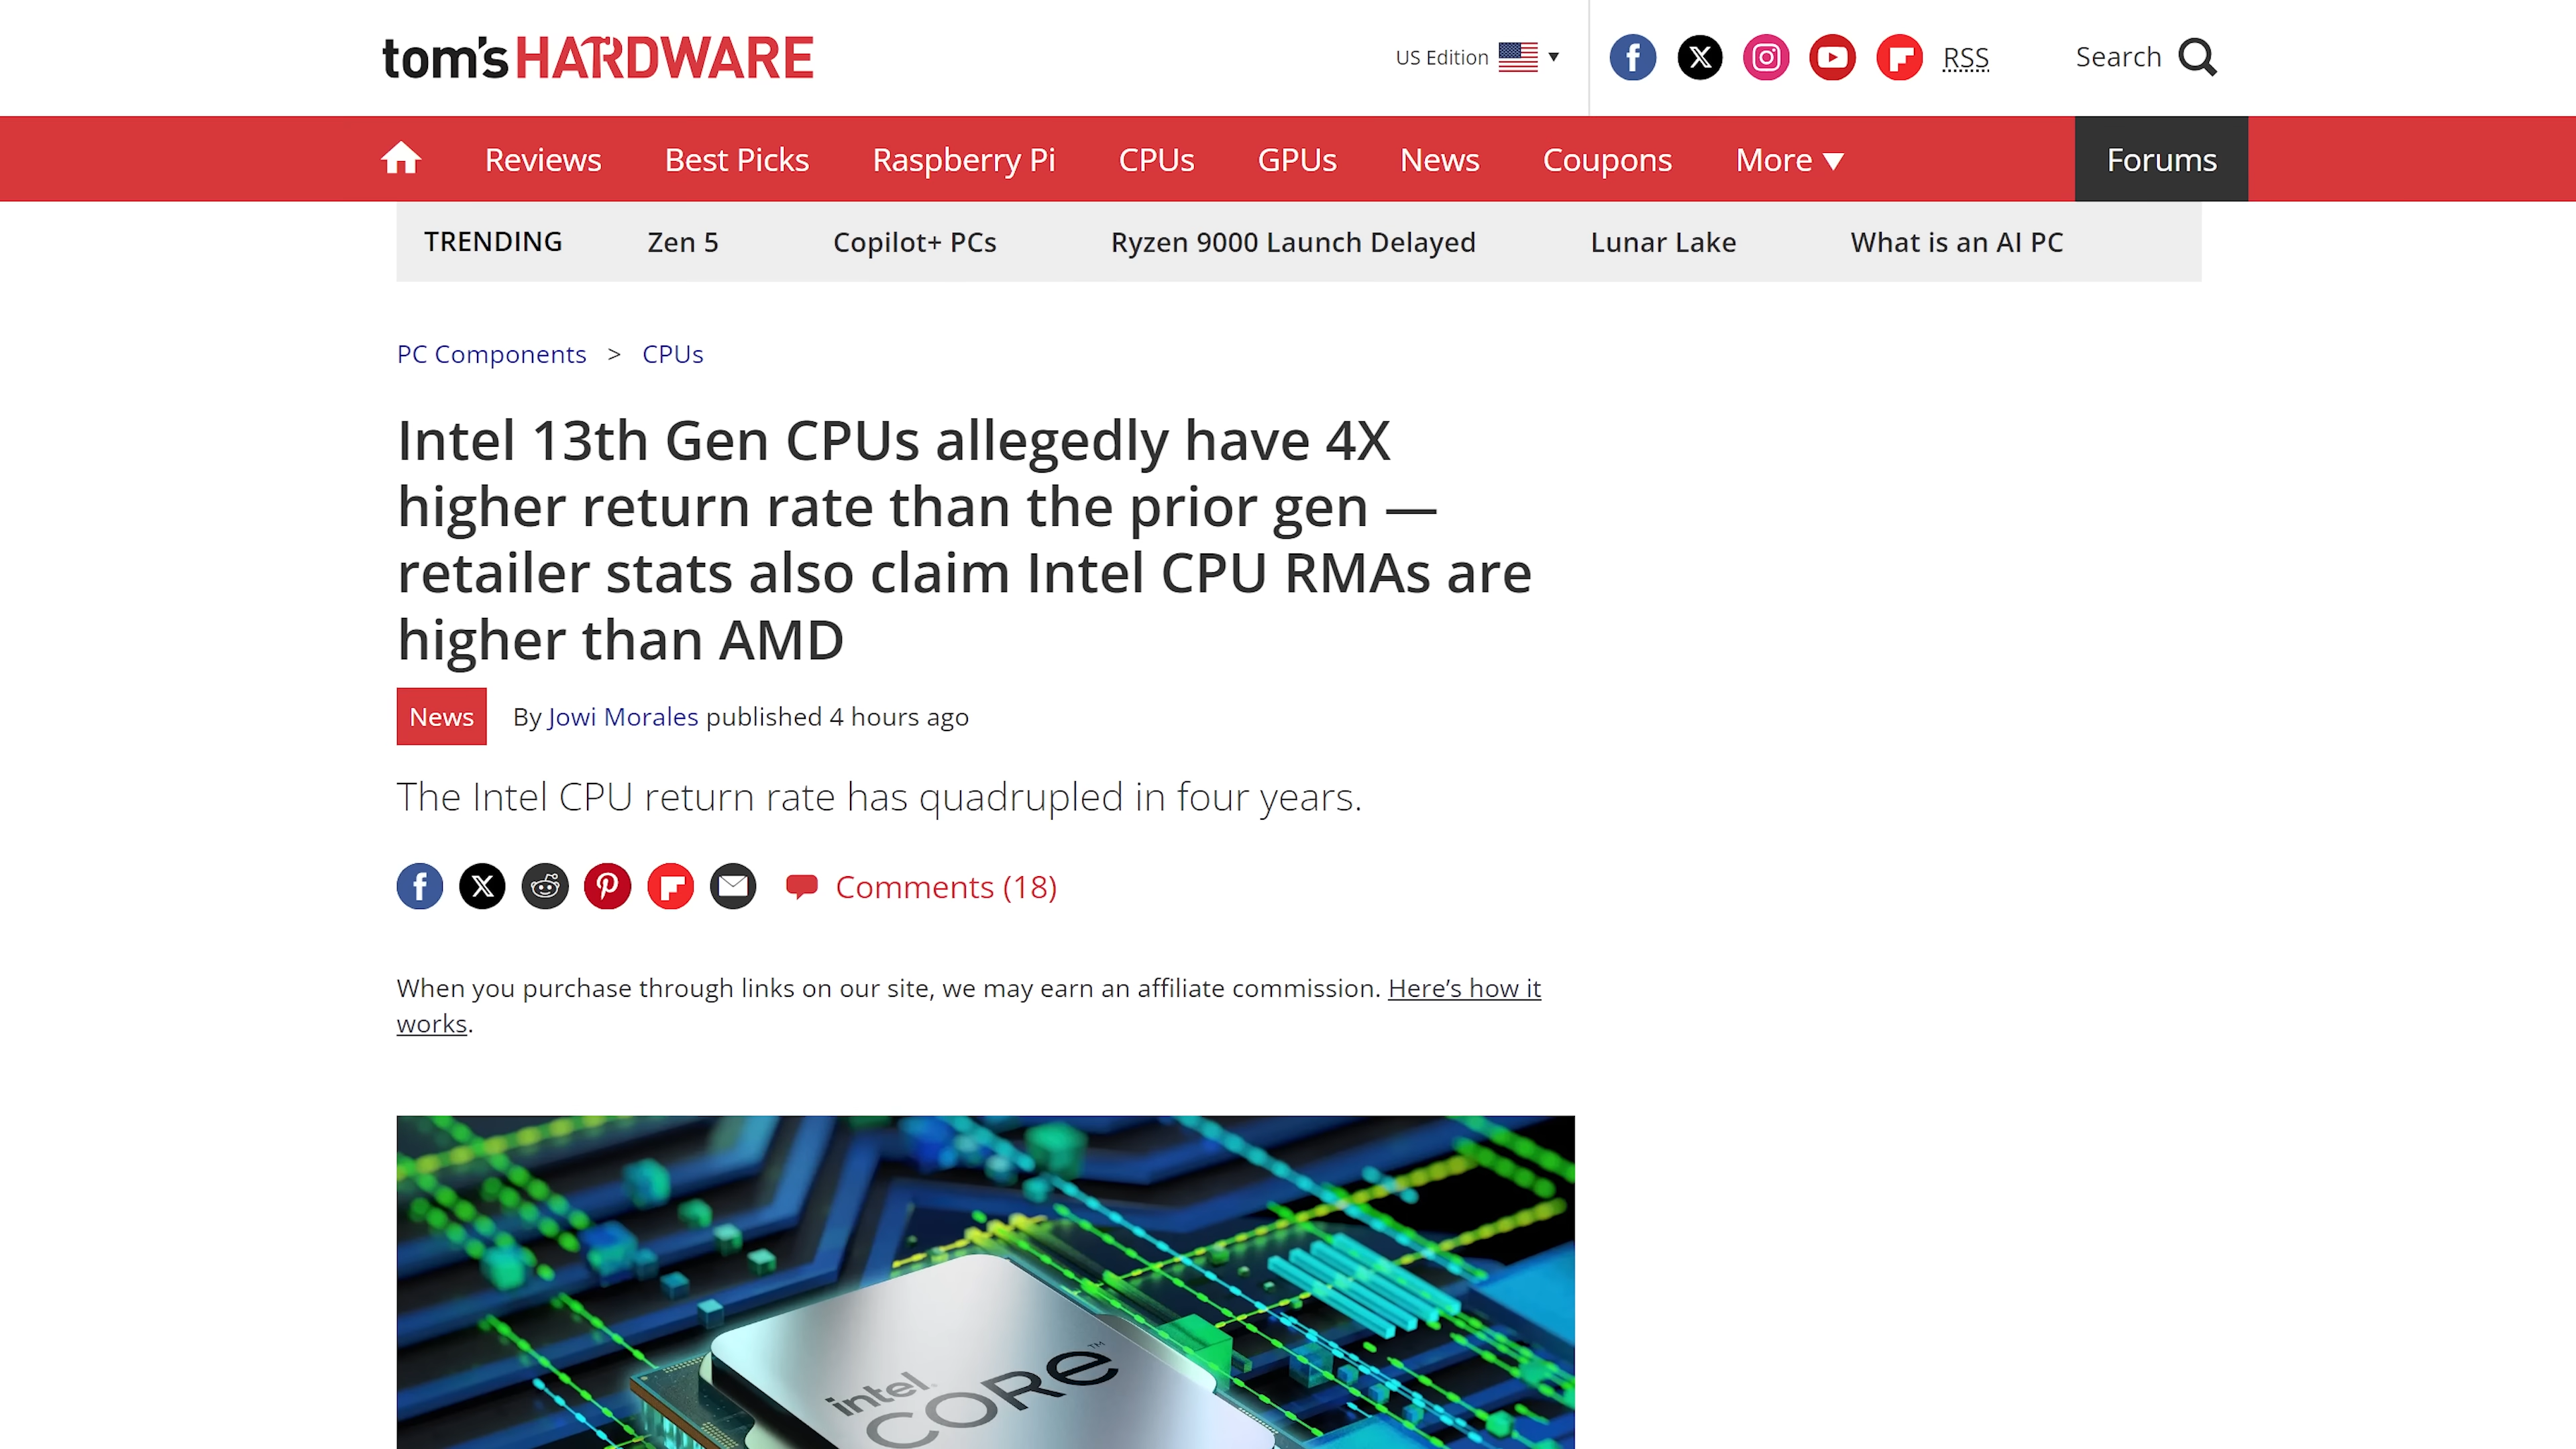 tom's HARDWARE
US Edition ▼
RSS
Search
Reviews Best Picks Raspberry Pi CPUs GPUs News Coupons More ▼ Forums
TRENDING Zen 5 Copilot+ PCs Ryzen 9000 Launch Delayed Lunar Lake What is an AI PC
PC Components > CPUs
Intel 13th Gen CPUs allegedly have 4X
higher return rate than the prior gen —
retailer stats also claim Intel CPU RMAs are
higher than AMD
News By Jowi Morales published 4 hours ago
The Intel CPU return rate has quadrupled in four years.
Comments (18)
When you purchase through links on our site, we may earn an affiliate commission. Here’s how it
works.
intel.
CORE™